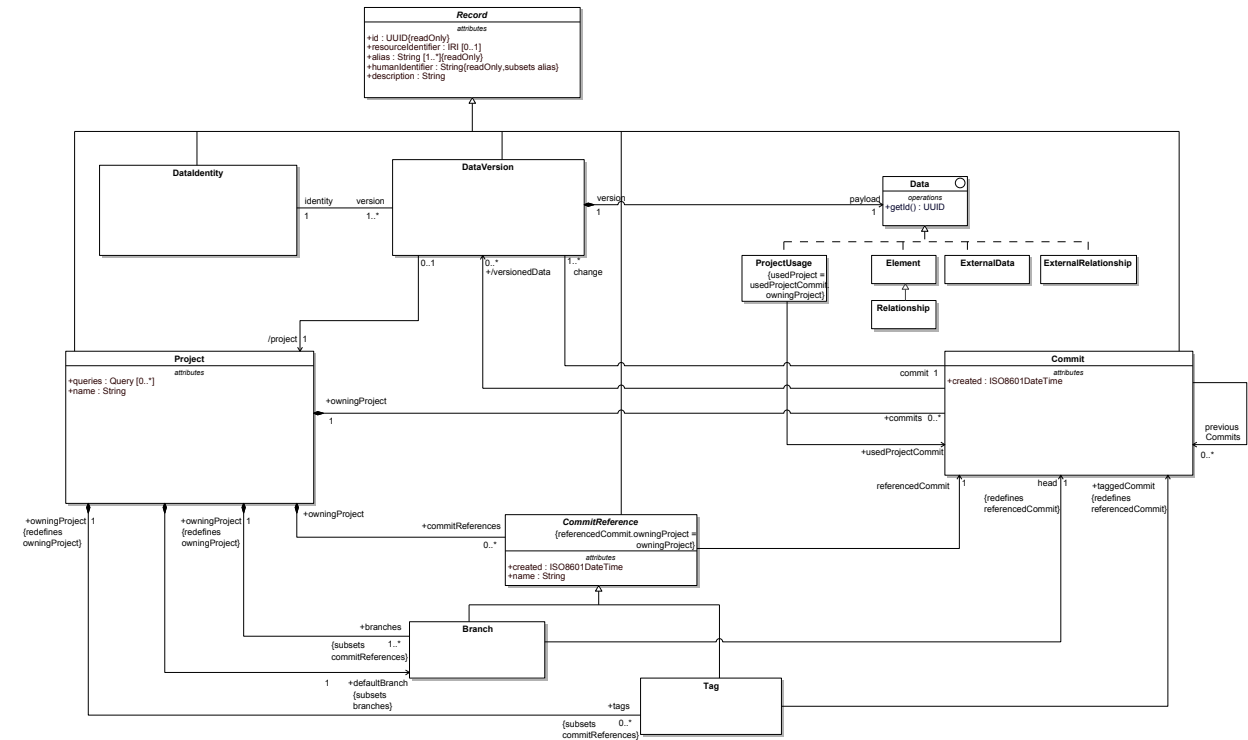 Record
attributes
+id : UUID{readOnly}
+resourceIdentifier : IRI [0..1]
+alias : String [1..*]{readOnly}
+humanIdentifier : String{readOnly,subsets alias}
+description : String
DataIdentity
identity
1
version
1..*
DataVersion
version
1
payload
1
Data
operations
+getId() : UUID
0..1
0..*
+/versionedData
1..*
change
ProjectUsage
{usedProject =
usedProjectCommit.
owningProject}
Element
ExternalData
ExternalRelationship
Relationship
/project
1
Project
attributes
+queries : Query [0..*]
+name : String
commit
1
Commit
attributes
+created : ISO8601DateTime
+owningProject
1
+commits
0..*
previous
Commits
0..*
+usedProjectCommit
referencedCommit
1
head
1
{redefines
referencedCommit}
+taggedCommit
{redefines
referencedCommit}
+owningProject
1
{redefines
owningProject}
+owningProject
1
{redefines
owningProject}
+owningProject
+commitReferences
0..*
CommitReference
{referencedCommit.owningProject =
owningProject}
attributes
+created : ISO8601DateTime
+name : String
+branches
{subsets
1..*
commitReferences}
Branch
1
+defaultBranch
{subsets
branches}
Tag
+tags
{subsets
0..*
commitReferences}